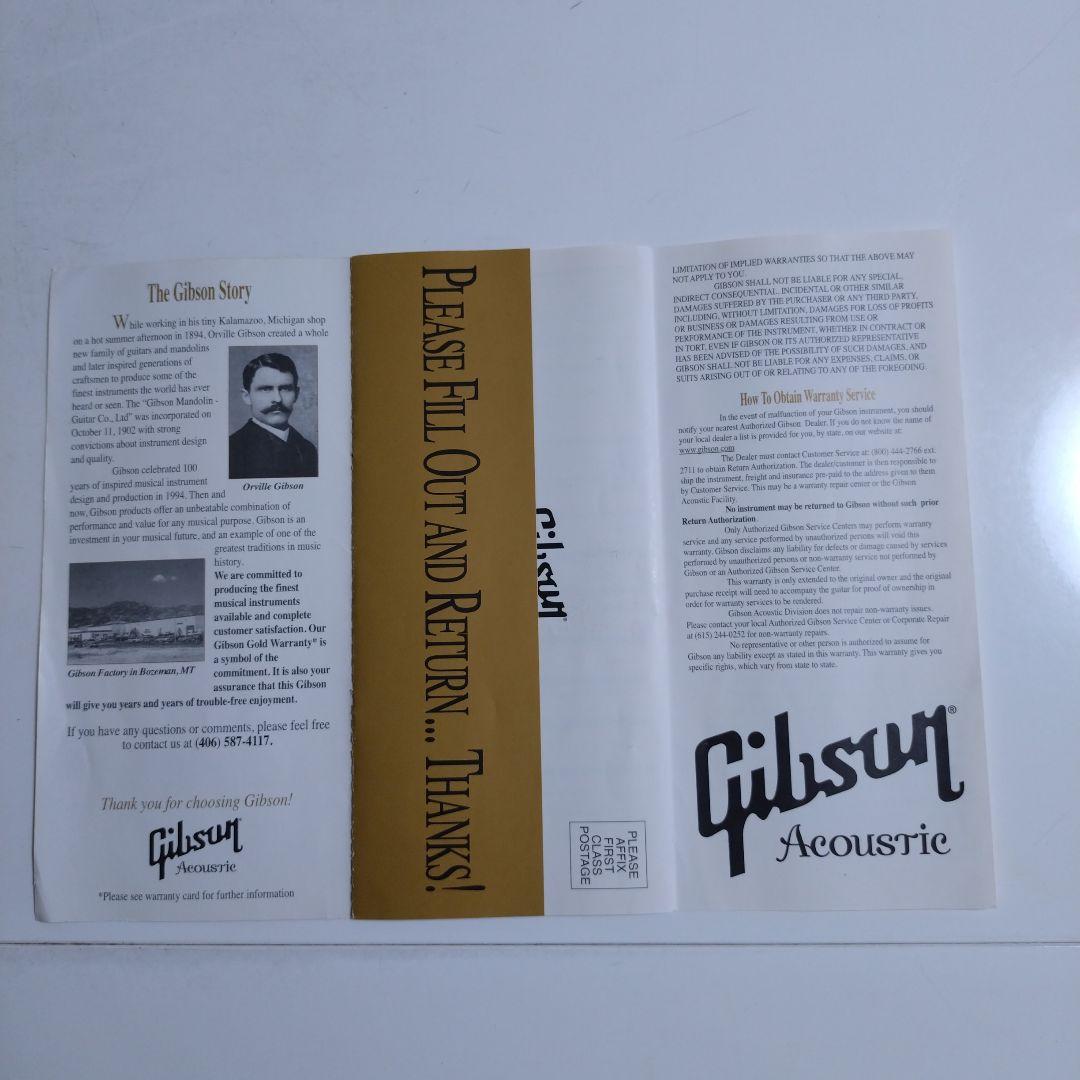 The Gibson Story
While working in his tiny Kalamazoo, Michigan shop
on a hot summer afternoon in 1894, Orville Gibson created a whole
new family of guitars and mandolins
and later inspired generations of
craftsmen to produce some of the
finest instruments the world has ever
heard or seen. The "Gibson Mandolin -
Guitar Co., Ltd" was incorporated on
October 11, 1902 with strong
convictions about instrument design
and quality.
Orville Gibson
Gibson celebrated 100
years of inspired musical instrument
design and production in 1994. Then and
now, Gibson products offer an unbeatable combination of
performance and value for any musical purpose. Gibson is an
investment in your musical future, and an example of one of the
greatest traditions in music
history.
We are committed to
producing the finest
musical instruments
available and complete
customer satisfaction. Our
Gibson Gold Warranty* is
a symbol of the
commitment. It is also your
assurance that this Gibson
will give you years and years of trouble-free enjoyment.
Gibson Factory in Bozeman, MT
If you have any questions or comments, please feel free
to contact us at (406) 587-4117.
Thank you for choosing Gibson!
Gibson
Acoustic
*Please see warranty card for further information
PLEASE FILL OUT AND RETURN... THANKS!
Gibson
PLEASE
AFFIX
FIRST
CLASS
POSTAGE
LIMITATION OF IMPLIED WARRANTIES SO THAT THE ABOVE MAY
NOT APPLY TO YOU.
GIBSON SHALL NOT BE LIABLE FOR ANY SPECIAL,
INDIRECT CONSEQUENTIAL, INCIDENTAL OR OTHER SIMILAR
DAMAGES SUFFERED BY THE PURCHASER OR ANY THIRD PARTY,
INCLUDING, WITHOUT LIMITATION, DAMAGES FOR LOSS OF PROFITS
OR BUSINESS OR DAMAGES RESULTING FROM USE OR
PERFORMANCE OF THE INSTRUMENT, WHETHER IN CONTRACT OR
IN TORT, EVEN IF GIBSON OR ITS AUTHORIZED REPRESENTATIVE
HAS BEEN ADVISED OF THE POSSIBILITY OF SUCH DAMAGES, AND
GIBSON SHALL NOT BE LIABLE FOR ANY EXPENSES, CLAIMS, OR
SUITS ARISING OUT OF OR RELATING TO ANY OF THE FOREGOING.
How To Obtain Warranty Service
In the event of malfunction of your Gibson instrument, you should
notify your nearest Authorized Gibson Dealer. If you do not know the name of
your local dealer a list is provided for you, by state, on our website at:
www.gibson.com
The Dealer must contact Customer Service at: (800) 444-2766 ext.
2711 to obtain Return Authorization. The dealer/customer is then responsible to
ship the instrument, freight and insurance pre-paid to the address given to them
by Customer Service. This may be a warranty repair center or the Gibson
Acoustic Facility.
No instrument may be returned to Gibson without such prior
Return Authorization.
Only Authorized Gibson Service Centers may perform warranty
service and any service performed by unauthorized persons will void this
warranty. Gibson disclaims any liability for defects or damage caused by services
performed by unauthorized persons or non-warranty service not performed by
Gibson or an Authorized Gibson Service Center.
This warranty is only extended to the original owner and the original
purchase receipt will need to accompany the guitar for proof of ownership in
order for warranty services to be rendered.
Gibson Acoustic Division does not repair non-warranty issues.
Please contact your local Authorized Gibson Service Center or Corporate Repair
at (615) 244-0252 for non-warranty repairs.
No representative or other person is authorized to assume for
Gibson any liability except as stated in this warranty. This warranty gives you
specific rights, which vary from state to state.
Gibson®
Acoustic